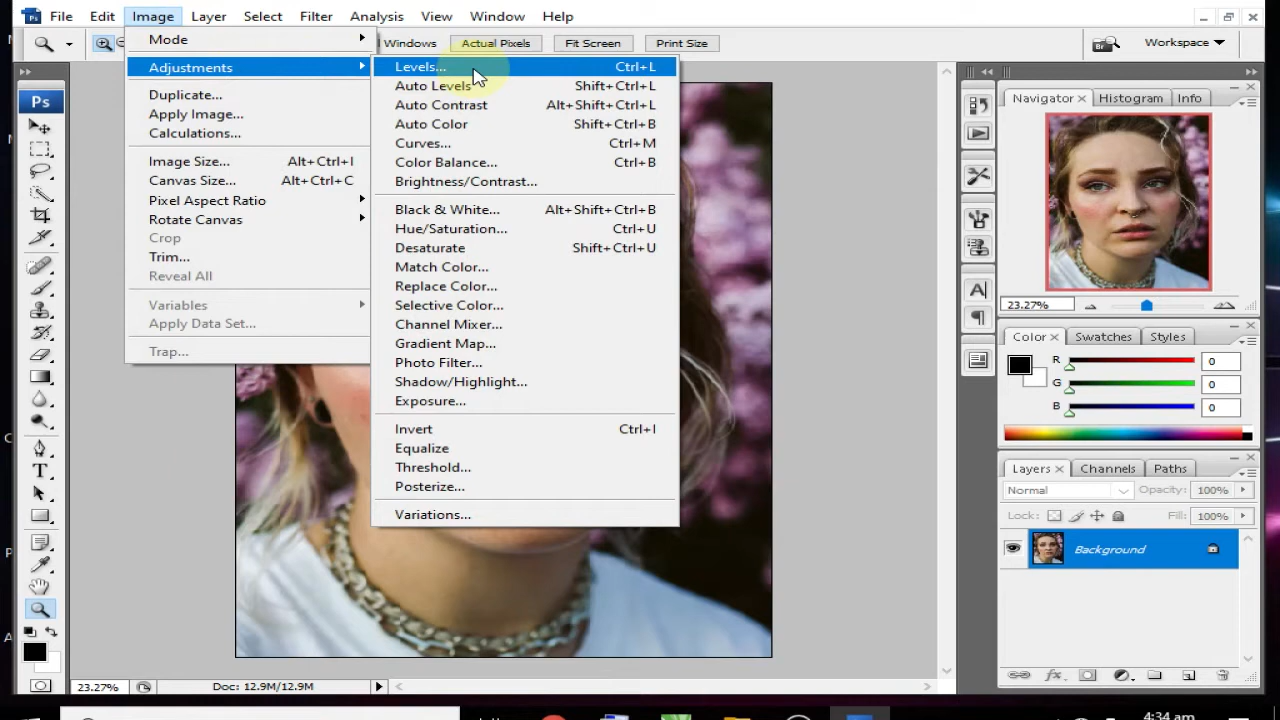 Ps File Edit Image Layer Select Filter Analysis View Window Help
Windows Actual Pixels Fit Screen Print Size Br Workspace
Mode
Adjustments
Duplicate...
Apply Image...
Calculations...
Image Size... Alt+Ctrl+I
Canvas Size... Alt+Ctrl+C
Pixel Aspect Ratio
Rotate Canvas
Crop
Trim...
Reveal All
Variables
Apply Data Set...
Trap...
Levels... Ctrl+L
Auto Levels Shift+Ctrl+L
Auto Contrast Alt+Shift+Ctrl+L
Auto Color Shift+Ctrl+B
Curves... Ctrl+M
Color Balance... Ctrl+B
Brightness/Contrast...
Black & White... Alt+Shift+Ctrl+B
Hue/Saturation... Ctrl+U
Desaturate Shift+Ctrl+U
Match Color...
Replace Color...
Selective Color...
Channel Mixer...
Gradient Map...
Photo Filter...
Shadow/Highlight...
Exposure...
Invert Ctrl+I
Equalize
Threshold...
Posterize...
Variations...
Ps
T
A
Navigator × Histogram Info
23.27%
Color × Swatches Styles
R 0
G 0
B 0
Layers × Channels Paths
Normal Opacity: 100%
Lock: Fill: 100%
Background
fx
23.27% Doc: 12.9M/12.9M
4:34 am